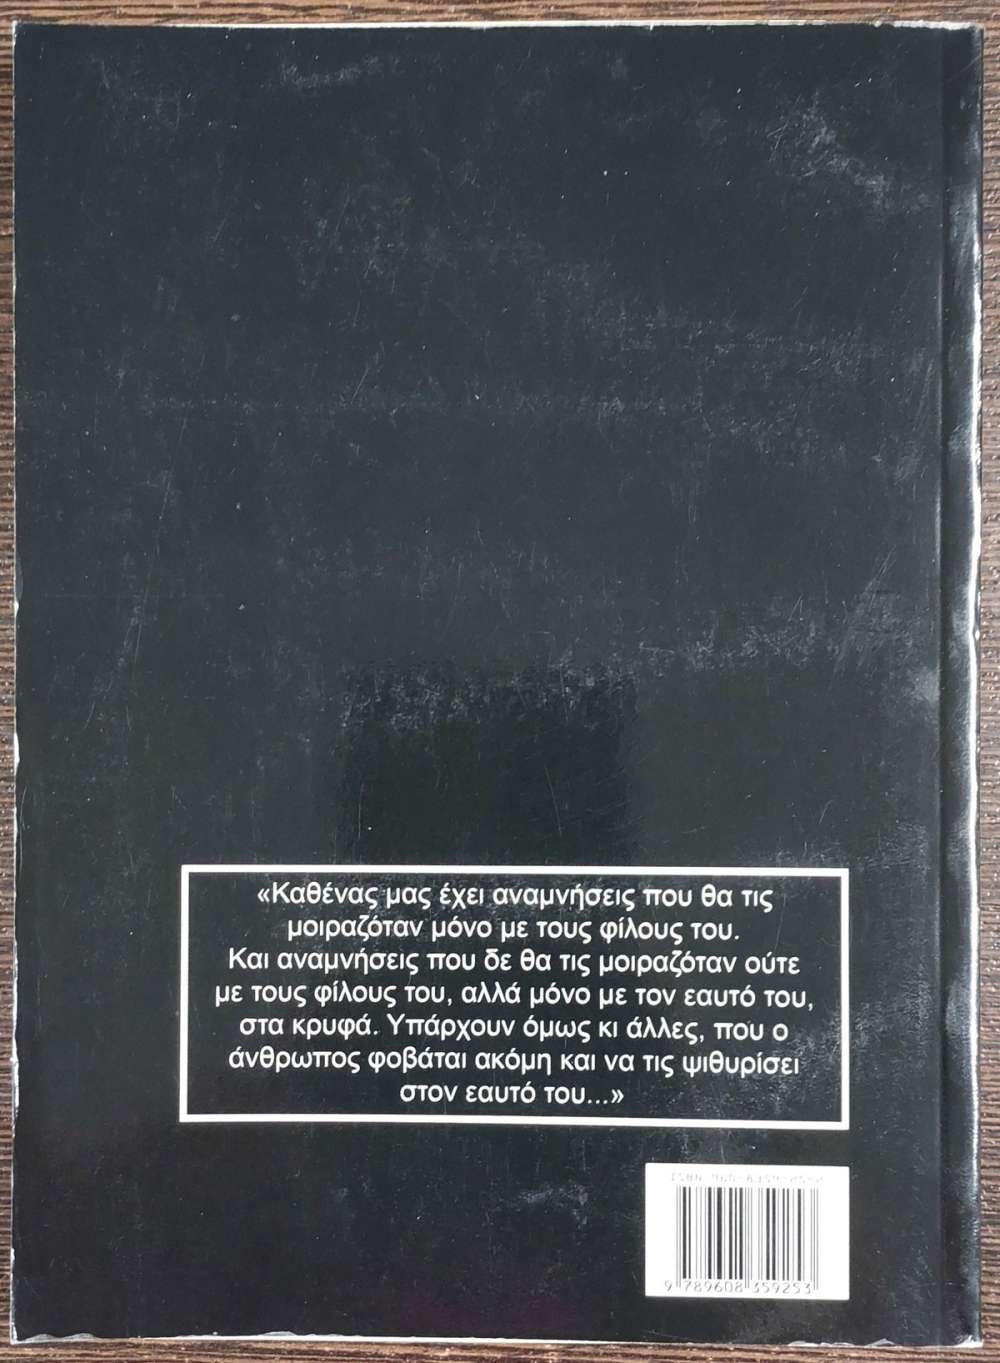 «Καθένας μας έχει αναμνήσεις που θα τις
μοιραζόταν μόνο με τους φίλους του.
Και αναμνήσεις που δε θα τις μοιραζόταν ούτε
με τους φίλους του, αλλά μόνο με τον εαυτό του,
στα κρυφά. Υπάρχουν όμως κι άλλες, που ο
άνθρωπος φοβάται ακόμη και να τις ψιθυρίσει
στον εαυτό του...»
9 789608 359253